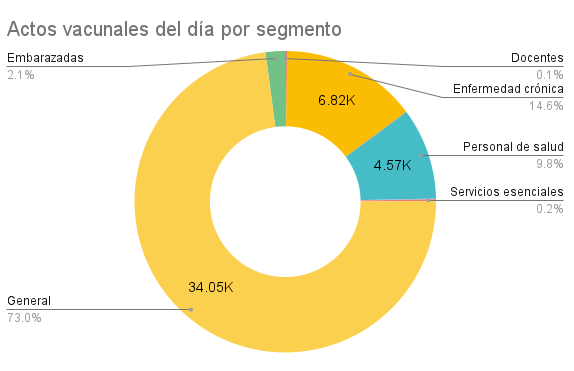 Actos vacunales del día por segmento
Embarazadas
2.1%
Docentes
0.1%
Enfermedad crónica
14.6%
6.82K
Personal de salud
9.8%
4.57K
Servicios esenciales
0.2%
34.05K
General
73.0%